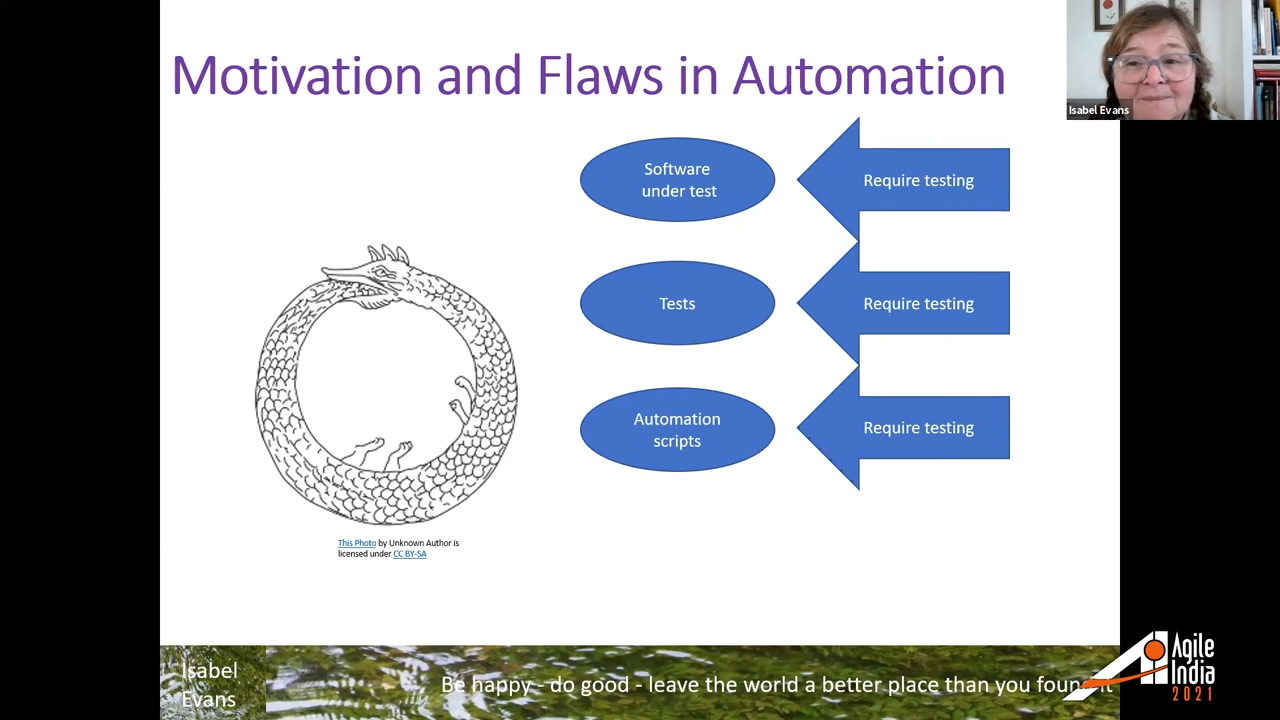 Motivation and Flaws in Automation
Isabel Evans
Software
under test
Require testing
Tests
Require testing
Automation
scripts
Require testing
This Photo by Unknown Author is
licensed under CC BY-SA
Isabel
Evans
Be happy - do good - leave the world a better place than you found it
Agile
India
2021